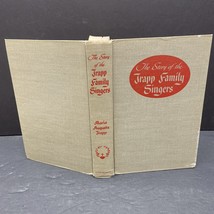 The Story of the
Trapp Family
Singers
Maria
Augusta
Trapp
The Story of the
Trapp Family
Singers